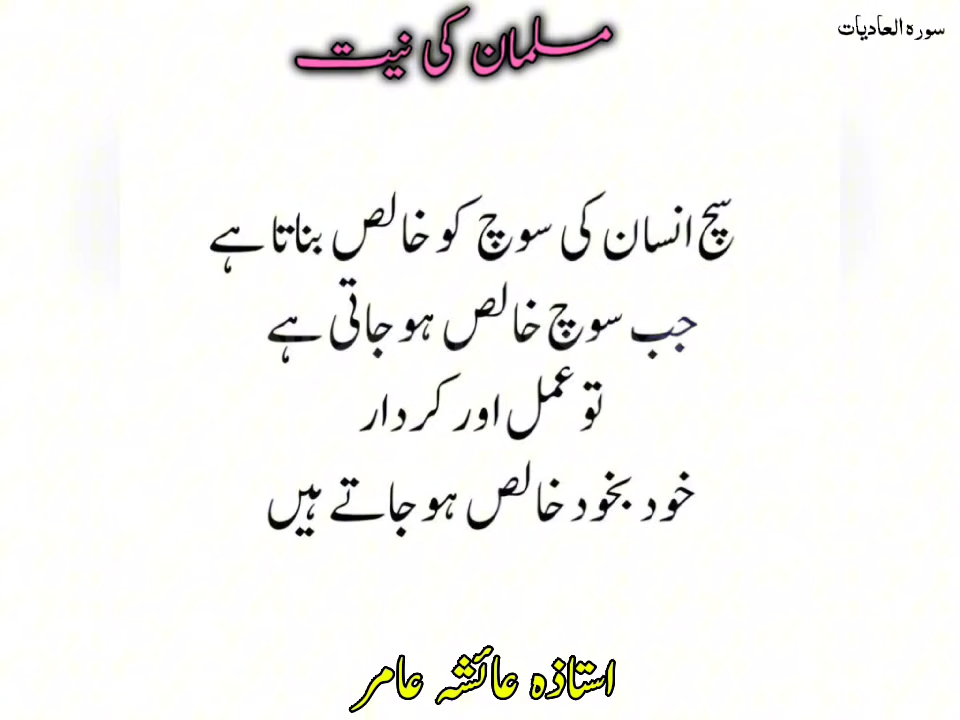 سورہ العادیات
مسلمان کی نیت
سچ انسان کی سوچ کو خالص بناتا ہے
جب سوچ خالص ہو جاتی ہے
تو عمل اور کردار
خود بخود خالص ہو جاتے ہیں
استاذہ عائشہ عامر